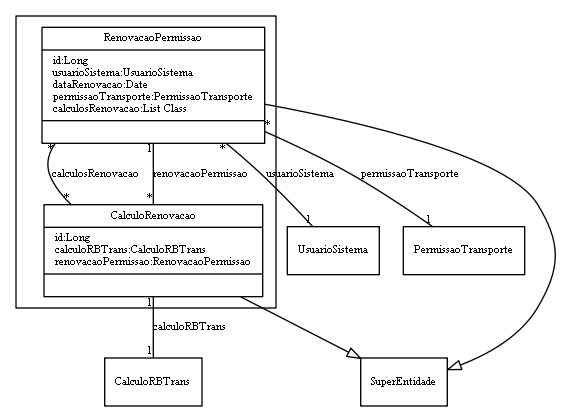 RenovacaoPermissao
id:Long
usuarioSistema:UsuarioSistema
dataRenovacao:Date
permissaoTransporte:PermissaoTransporte
calculosRenovacao:List Class
* 1 * *
calculosRenovacao renovacaoPermissao usuarioSistema permissaoTransporte
* * 1 1
CalculoRenovacao
id:Long
calculoRBTrans:CalculoRBTrans
renovacaoPermissao:RenovacaoPermissao
UsuarioSistema PermissaoTransporte
1
calculoRBTrans
1
CalculoRBTrans SuperEntidade